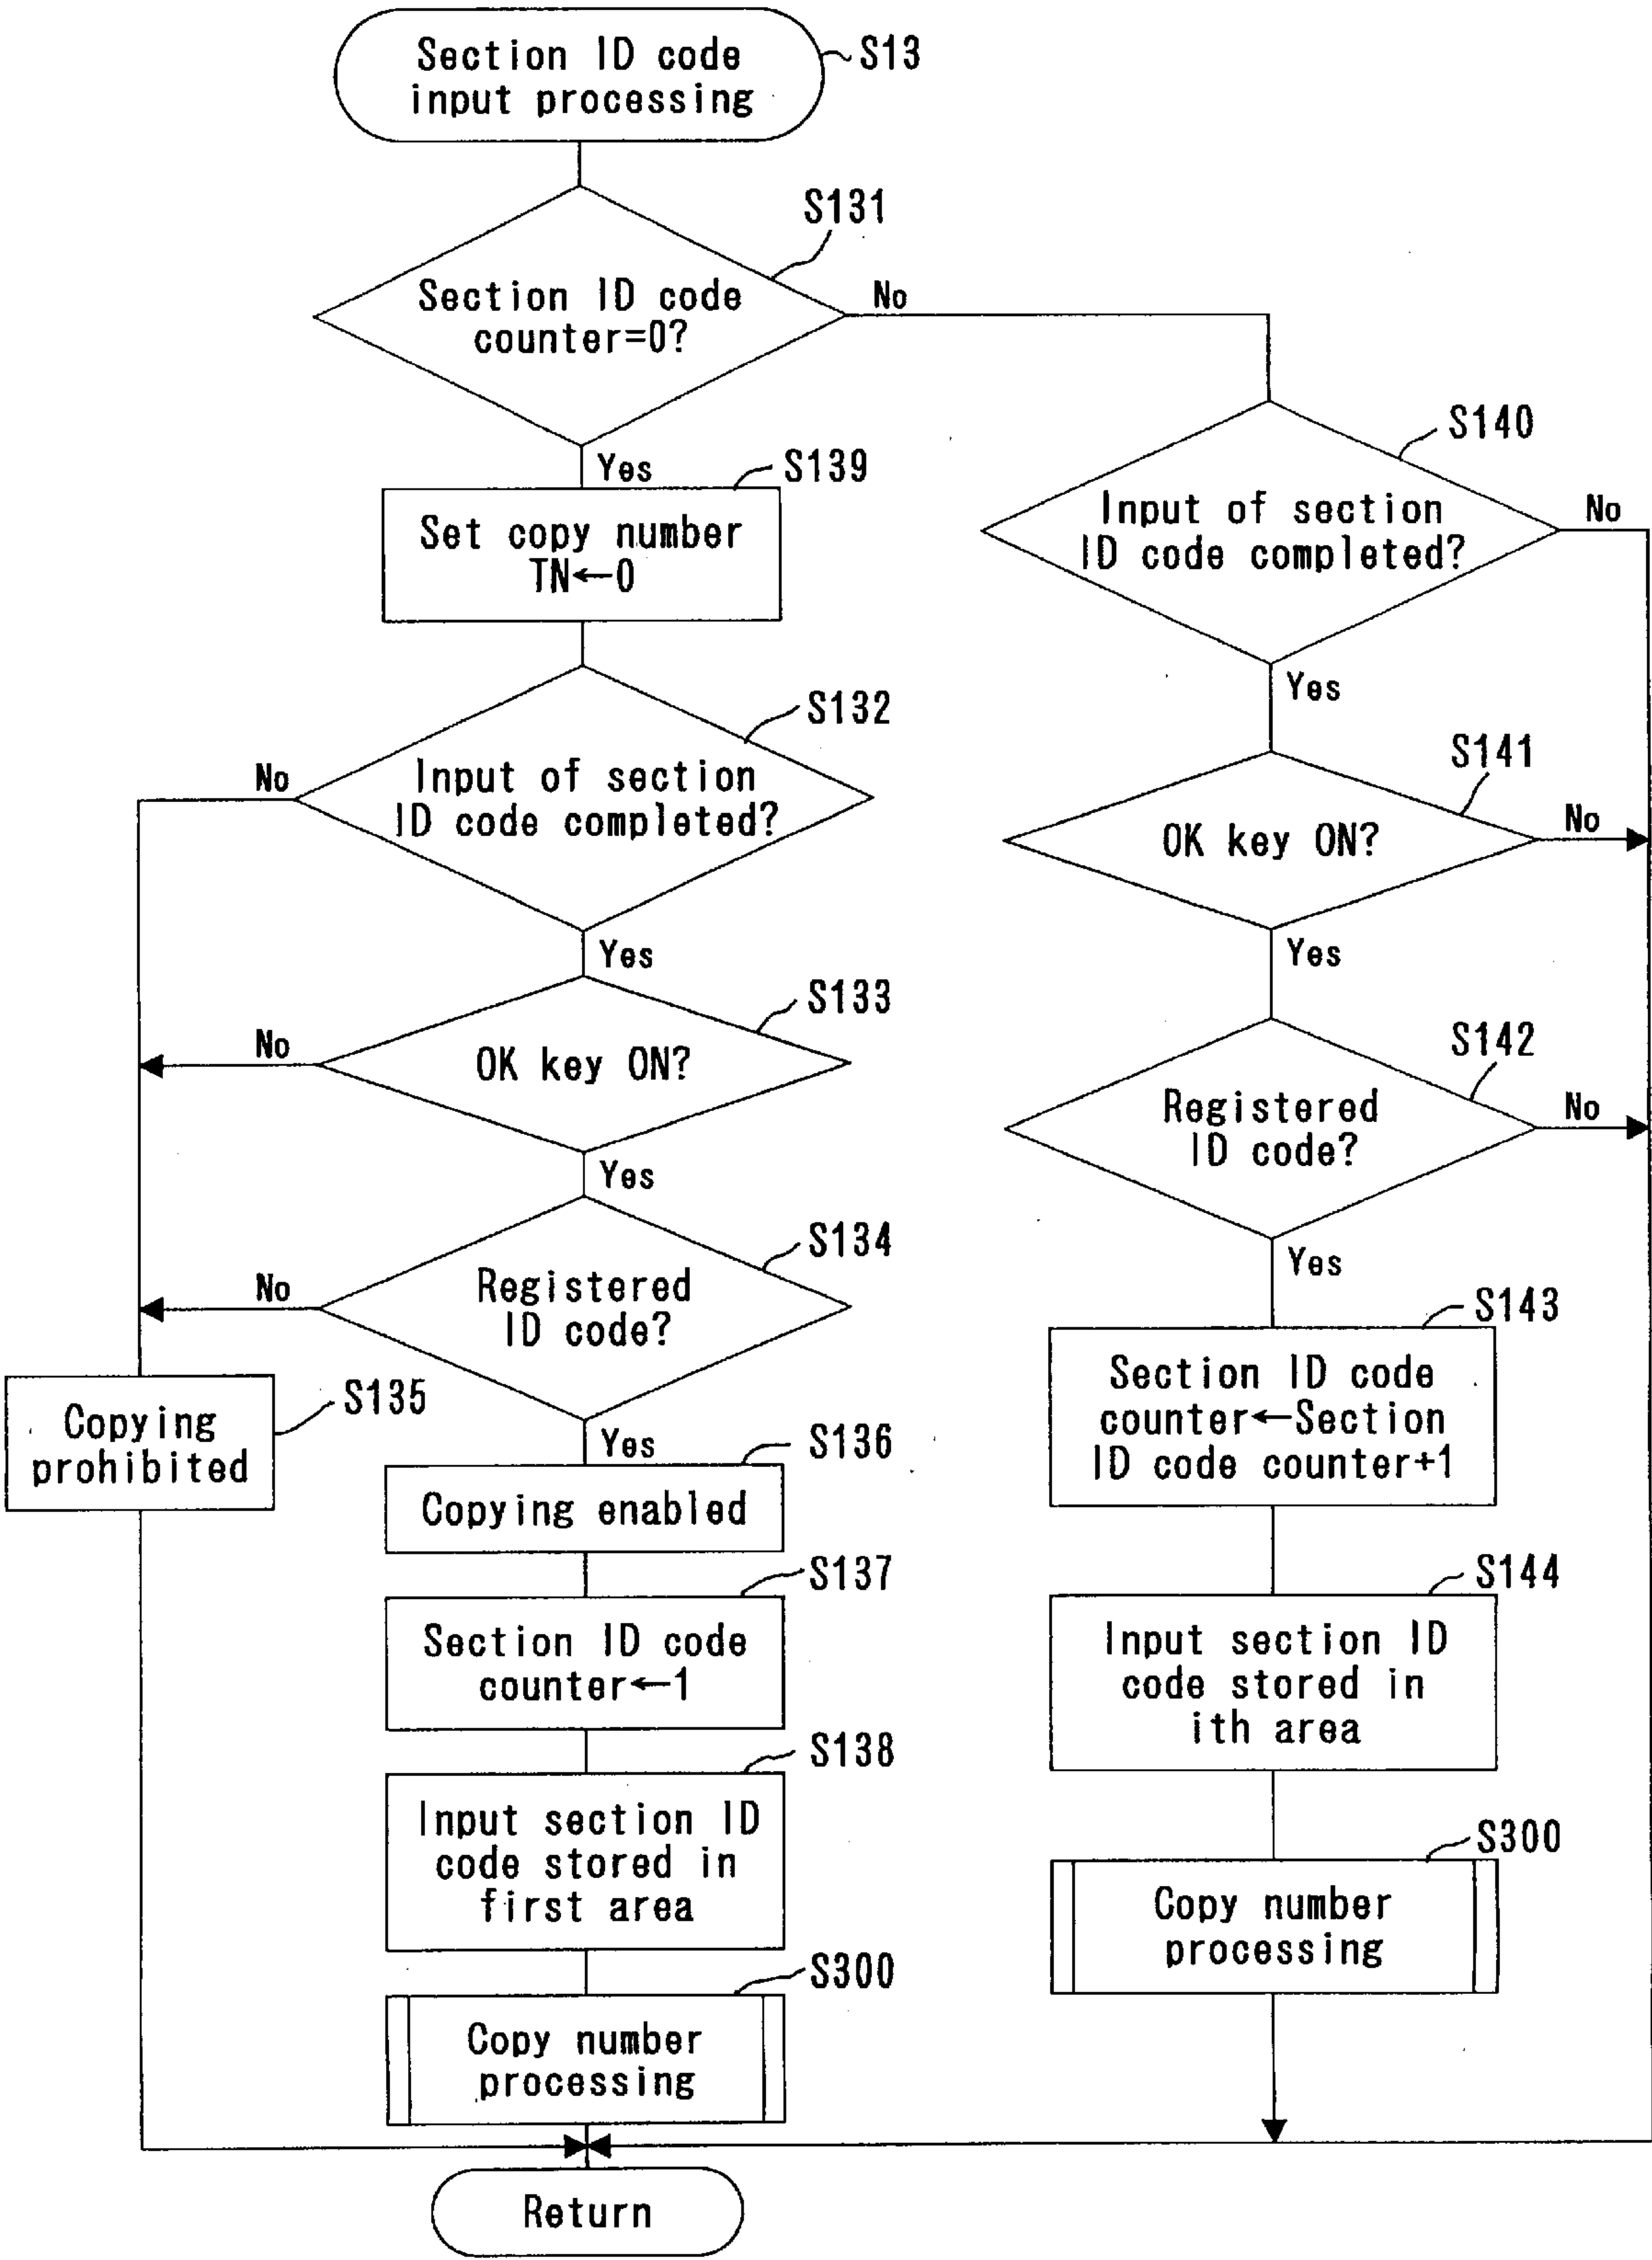 Section ID code
input processing
S13
S131
Section ID code
counter=0?
No
Yes
S139
Set copy number
TN←0
S132
Input of section
ID code completed?
No
Yes
S133
OK key ON?
No
Yes
S134
Registered
ID code?
No
Yes
S135
Copying
prohibited
S136
Copying enabled
S137
Section ID code
counter←1
S138
Input section ID
code stored in
first area
S300
Copy number
processing
S140
Input of section
ID code completed?
No
Yes
S141
OK key ON?
No
Yes
S142
Registered
ID code?
No
Yes
S143
Section ID code
counter←Section
ID code counter+1
S144
Input section ID
code stored in
ith area
S300
Copy number
processing
Return